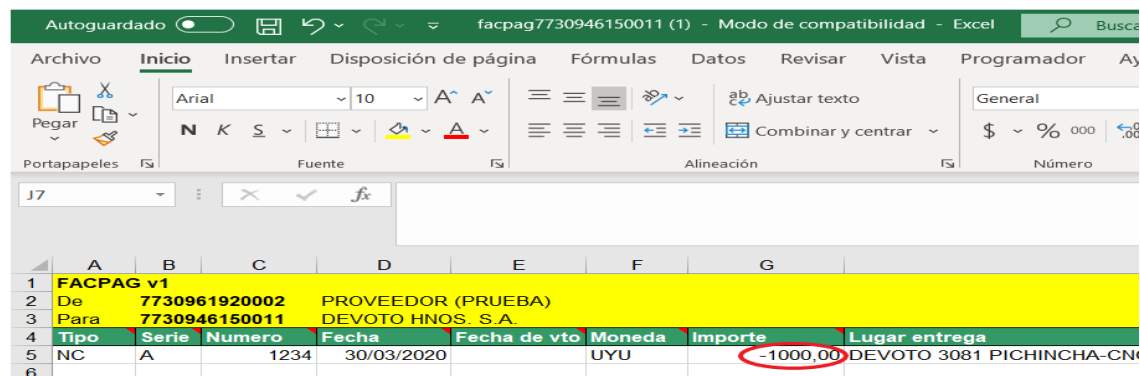 Autoguardado facpag7730946150011 (1) - Modo de compatibilidad - Excel Busca
Archivo Inicio Insertar Disposición de página Fórmulas Datos Revisar Vista Programador Ay
Arial 10 A A Ajustar texto General
Pegar N K S A Combinar y centrar $ % 000
Portapapeles Fuente Alineación Número
J7 fx
A B C D E F G
1 FACPAG v1
2 De 7730961920002 PROVEEDOR (PRUEBA)
3 Para 7730946150011 DEVOTO HNOS. S.A.
4 Tipo Serie Numero Fecha Fecha de vto Moneda Importe Lugar entrega
5 NC A 1234 30/03/2020 UYU -1000,00 DEVOTO 3081 PICHINCHA-CNO
6